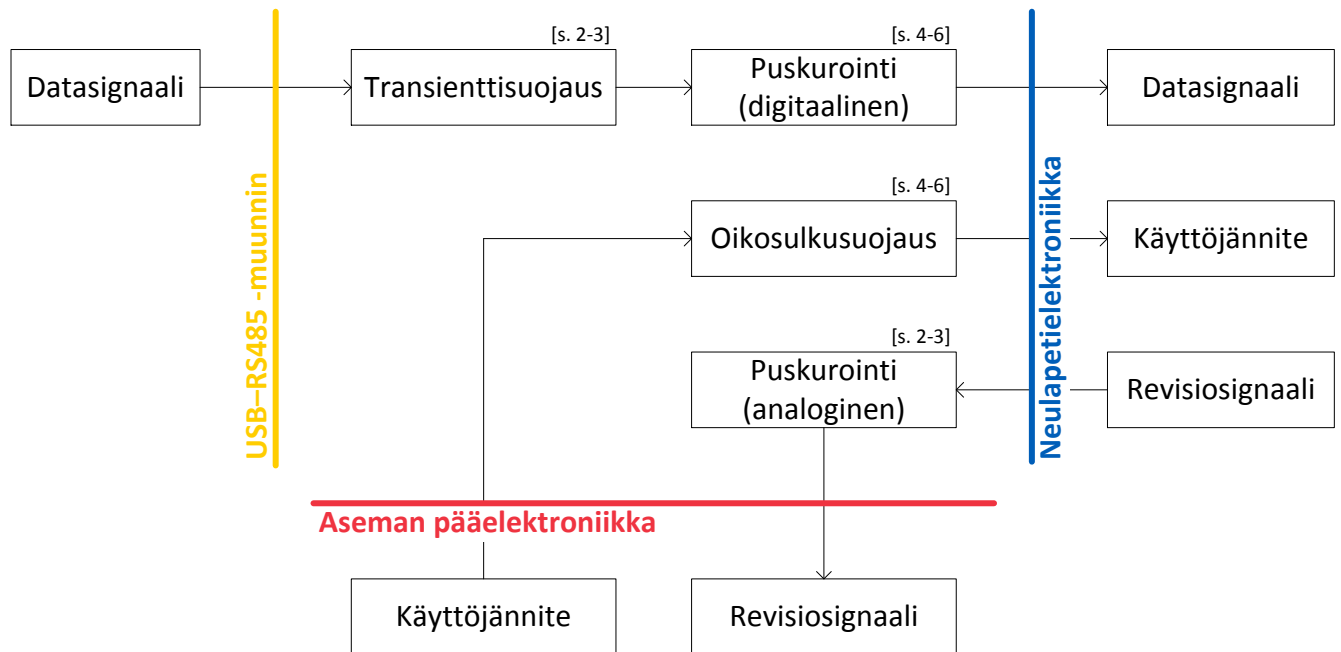 [s. 2-3]
[s. 4-6]
Datasignaali
Transienttisuojaus
Puskurointi
(digitaalinen)
Datasignaali
[s. 4-6]
Oikosulkusuojaus
Käyttöjännite
USB–RS485 -muunnin
Neulapetielektroniikka
[s. 2-3]
Puskurointi
(analoginen)
Revisiosignaali
Aseman pääelektroniikka
Käyttöjännite
Revisiosignaali